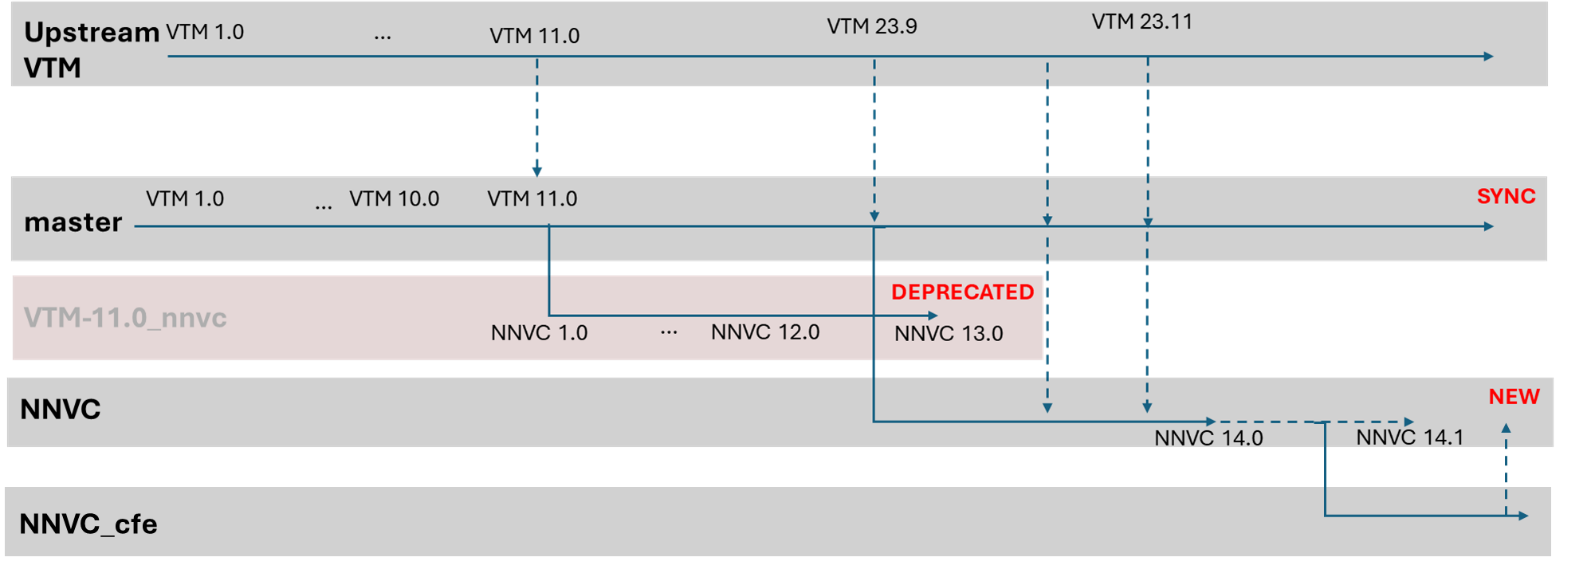 Upstream
VTM
VTM 1.0
...
VTM 11.0
VTM 23.9
VTM 23.11
master
VTM 1.0
...
VTM 10.0
VTM 11.0
SYNC
VTM-11.0_nnvc
DEPRECATED
NNVC 1.0
...
NNVC 12.0
NNVC 13.0
NNVC
NEW
NNVC 14.0
NNVC 14.1
NNVC_cfe